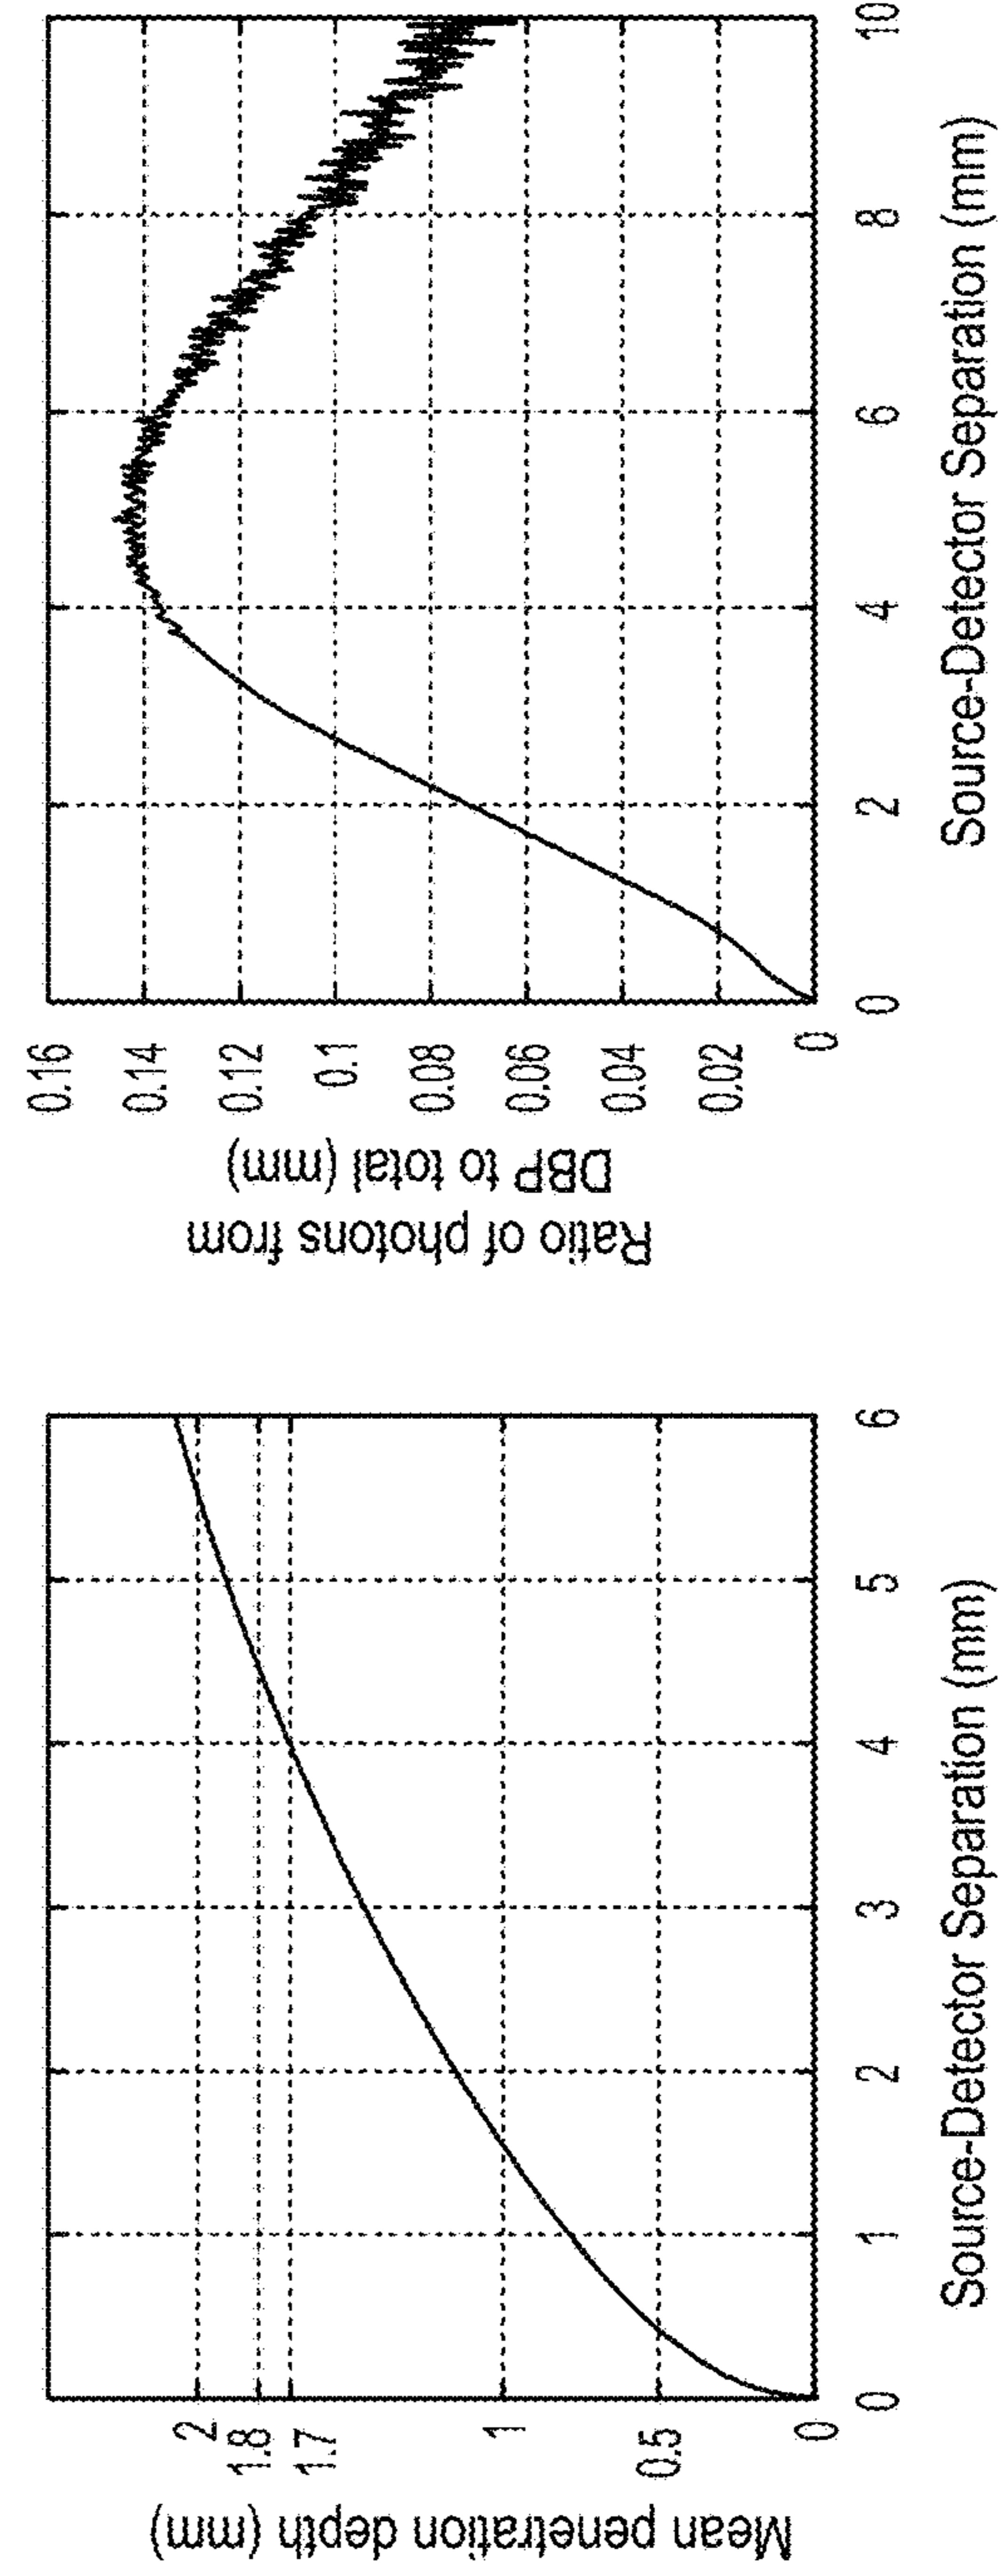 Mean penetration depth (mm)
2
1.8
1.7
1
0.5
0
0 1 2 3 4 5 6
Source-Detector Separation (mm)
Ratio of photons from
DBP to total (mm)
0.16
0.14
0.12
0.1
0.08
0.06
0.04
0.02
0
0 2 4 6 8 10
Source-Detector Separation (mm)